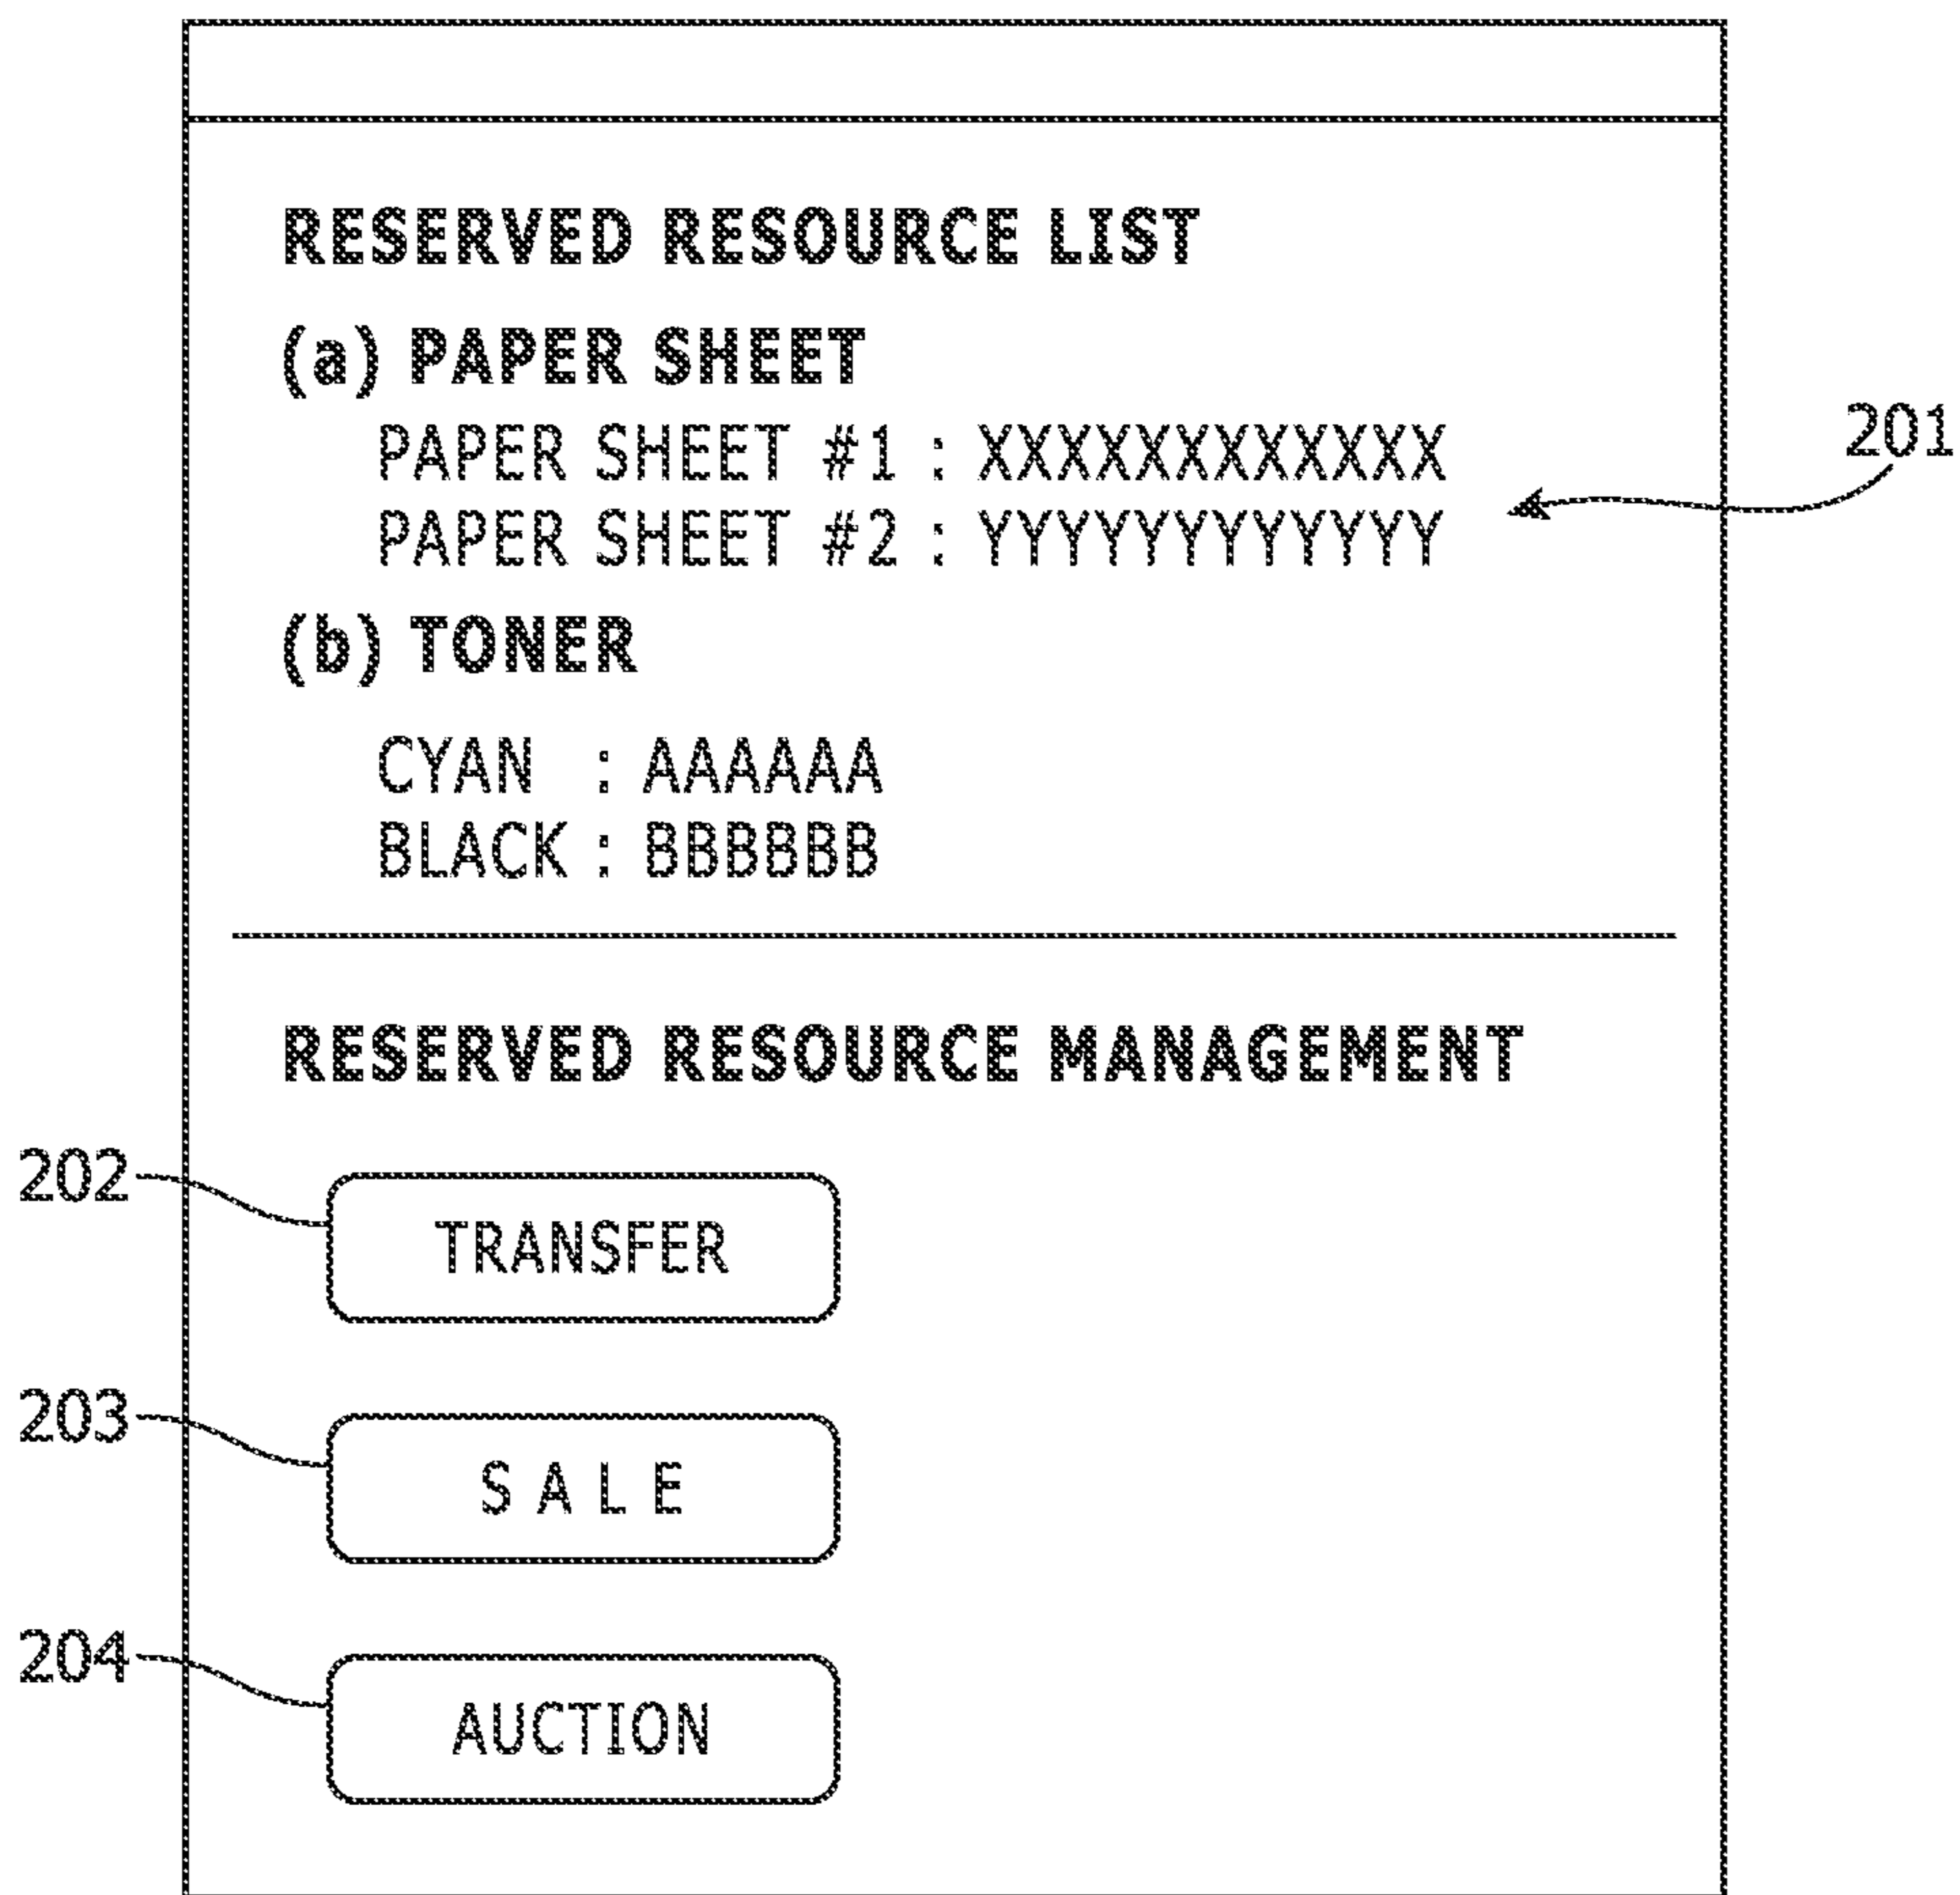 RESERVED RESOURCE LIST
(a) PAPER SHEET
PAPER SHEET #1 : XXXXXXXXXXXX
201
PAPER SHEET #2 : YYYYYYYYYYYY
(b) TONER
CYAN : AAAAAA
BLACK : BBBBBB
RESERVED RESOURCE MANAGEMENT
202
TRANSFER
203
SALE
204
AUCTION